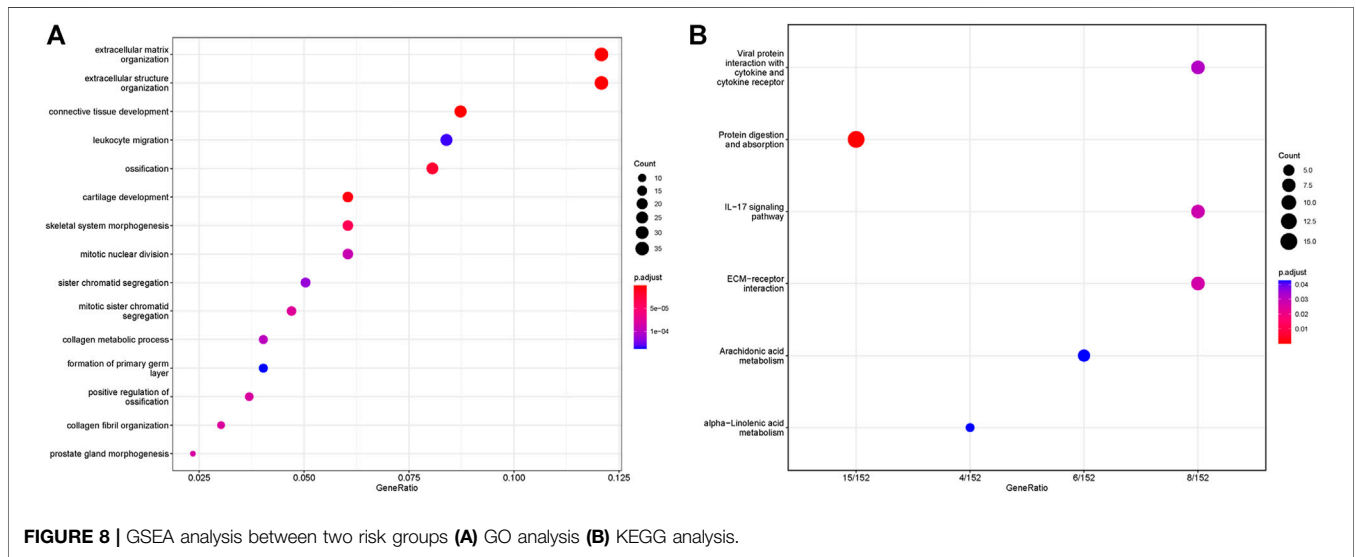 A
extracellular matrix
organization
extracellular structure
organization
connective tissue development
leukocyte migration
ossification
cartilage development
skeletal system morphogenesis
mitotic nuclear division
sister chromatid segregation
mitotic sister chromatid
segregation
collagen metabolic process
formation of primary germ
layer
positive regulation of
ossification
collagen fibril organization
prostate gland morphogenesis
0.025 0.050 0.075 0.100 0.125
GeneRatio
Count
10
15
20
25
30
35
p.adjust
5e-05
1e-04
B
Viral protein
interaction with
cytokine and
cytokine receptor
Protein digestion
and absorption
IL-17 signaling
pathway
ECM-receptor
interaction
Arachidonic acid
metabolism
alpha-Linolenic acid
metabolism
15/152 4/152 6/152 8/152
GeneRatio
Count
5.0
7.5
10.0
12.5
15.0
p.adjust
0.04
0.03
0.02
0.01
FIGURE 8 | GSEA analysis between two risk groups (A) GO analysis (B) KEGG analysis.